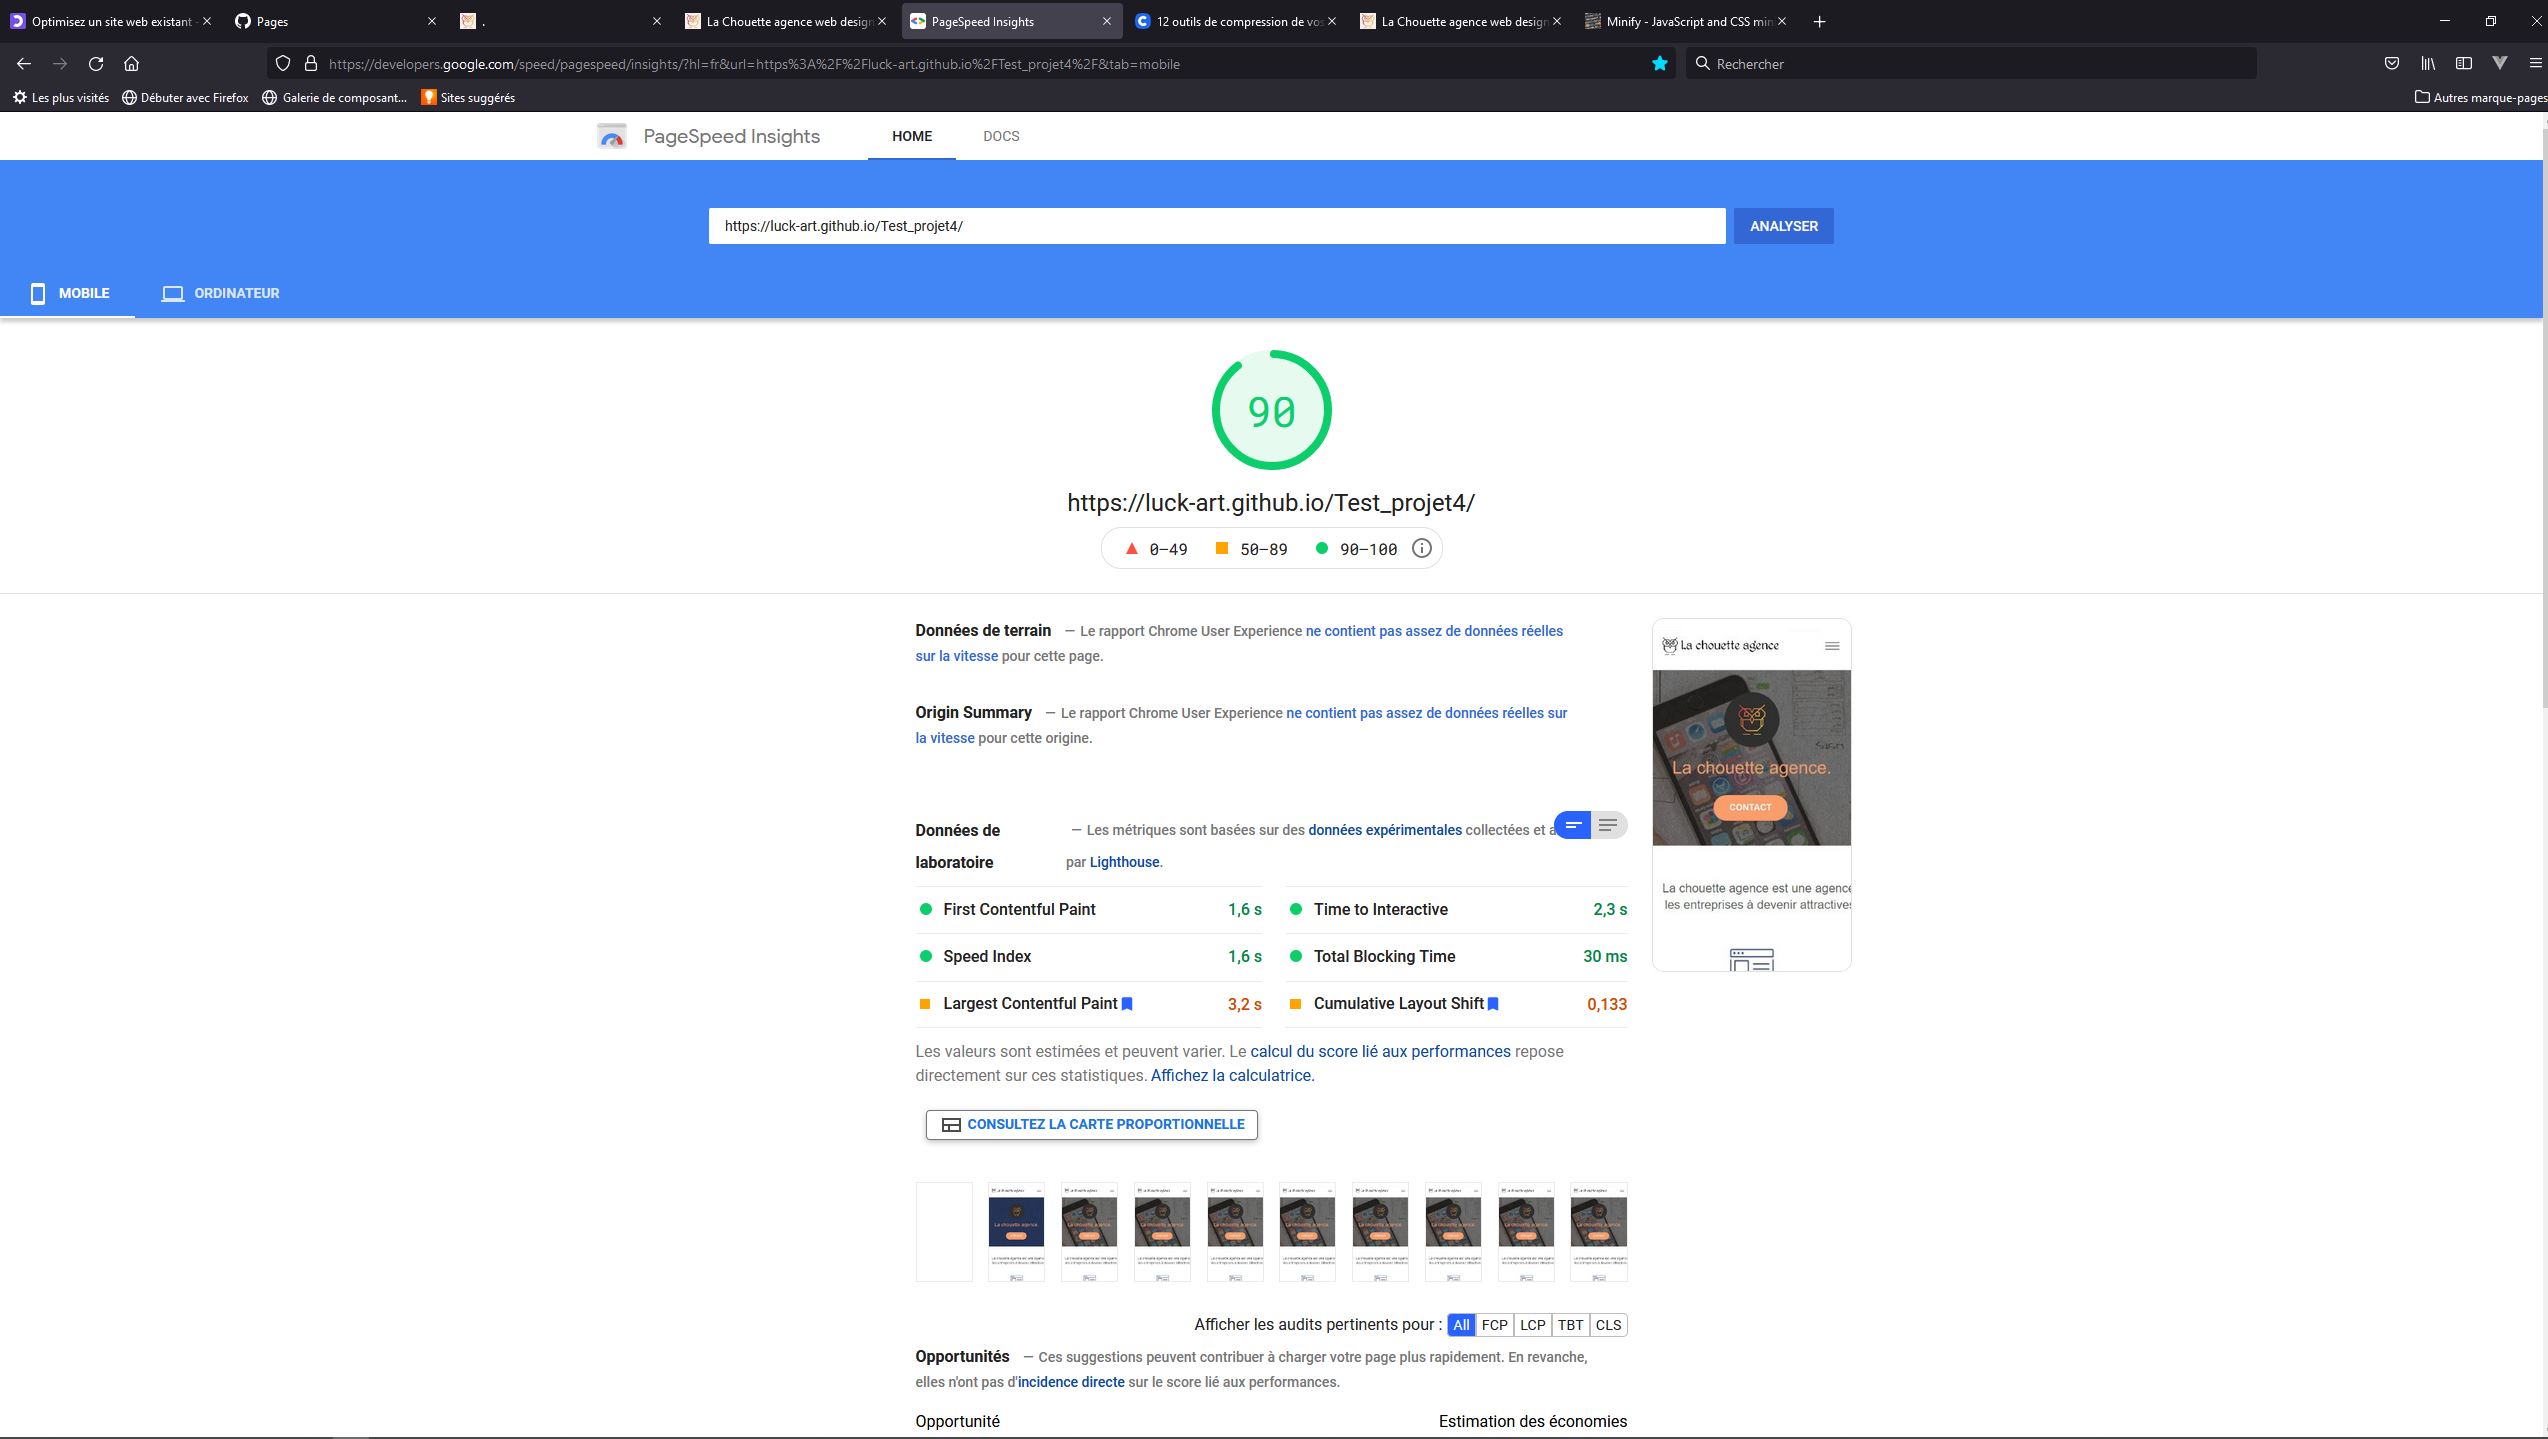 Optimisez un site web existant -
Pages
.
La Chouette agence web design
PageSpeed Insights
12 outils de compression de vos
La Chouette agence web design
Minify - JavaScript and CSS min
https://developers.google.com/speed/pagespeed/insights/?hl=fr&url=https%3A%2F%2Fluck-art.github.io%2FTest_projet4%2F&tab=mobile
Rechercher
Les plus visités
Débuter avec Firefox
Galerie de composant...
Sites suggérés
Autres marque-pages
PageSpeed Insights
HOME
DOCS
https://luck-art.github.io/Test_projet4/
ANALYSER
MOBILE
ORDINATEUR
90
https://luck-art.github.io/Test_projet4/
0–49
50–89
90–100
Données de terrain — Le rapport Chrome User Experience ne contient pas assez de données réelles
sur la vitesse pour cette page.
Origin Summary — Le rapport Chrome User Experience ne contient pas assez de données réelles sur
la vitesse pour cette origine.
La chouette agence
La chouette agence.
CONTACT
La chouette agence est une agence
les entreprises à devenir attractives
Données de
laboratoire
— Les métriques sont basées sur des données expérimentales collectées et a
par Lighthouse.
First Contentful Paint 1,6 s
Time to Interactive 2,3 s
Speed Index 1,6 s
Total Blocking Time 30 ms
Largest Contentful Paint 3,2 s
Cumulative Layout Shift 0,133
Les valeurs sont estimées et peuvent varier. Le calcul du score lié aux performances repose
directement sur ces statistiques. Affichez la calculatrice.
CONSULTEZ LA CARTE PROPORTIONNELLE
Afficher les audits pertinents pour : All FCP LCP TBT CLS
Opportunités — Ces suggestions peuvent contribuer à charger votre page plus rapidement. En revanche,
elles n'ont pas d'incidence directe sur le score lié aux performances.
Opportunité
Estimation des économies